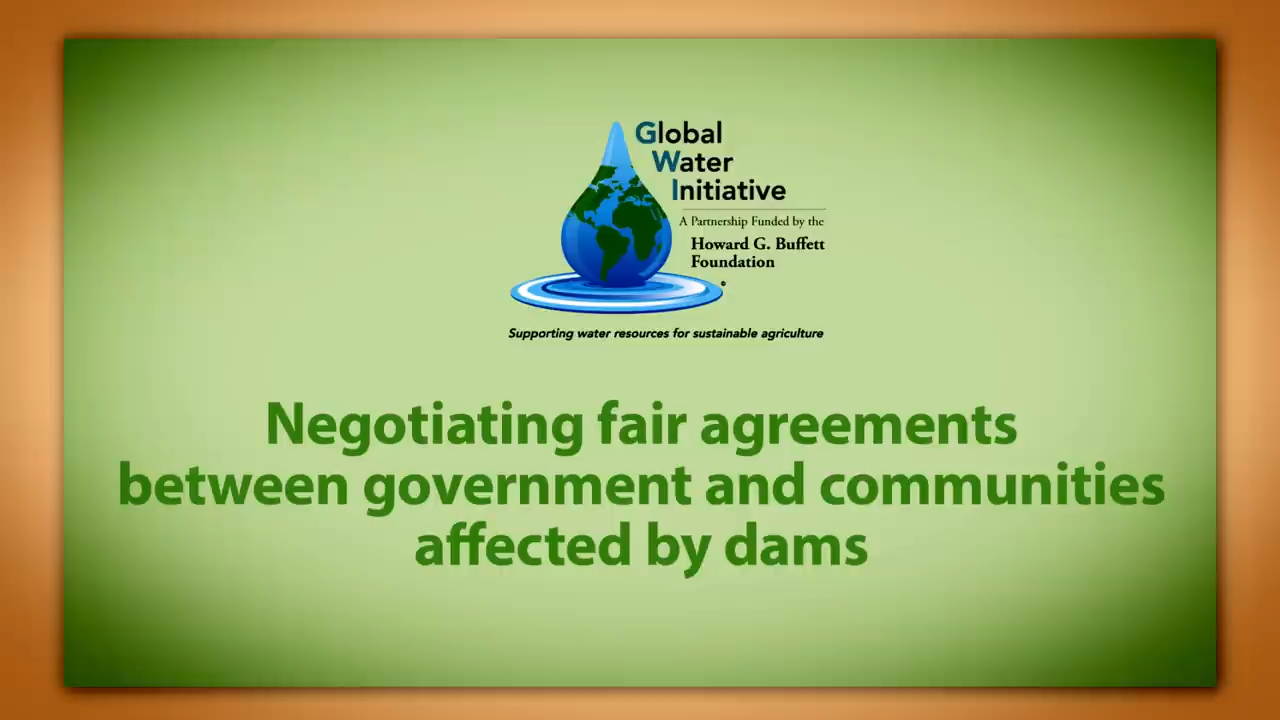 Global
Water
Initiative
A Partnership Funded by the
Howard G. Buffett
Foundation
Supporting water resources for sustainable agriculture
Negotiating fair agreements
between government and communities
affected by dams